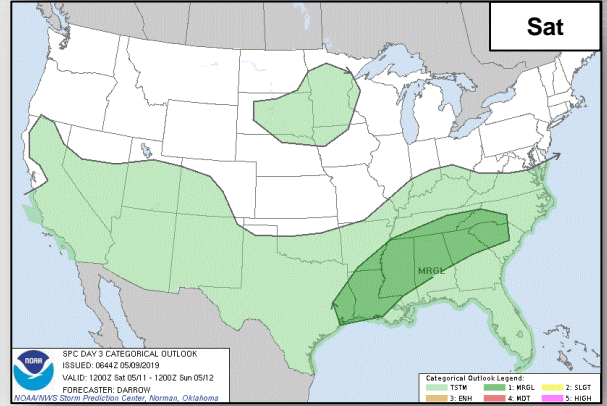 Sat
MRGL
NOAA
SPC DAY 3 CATEGORICAL OUTLOOK
ISSUED: 0644Z 05/09/2019
VALID: 1200Z Sat 05/11 - 1200Z Sun 05/12
FORECASTER: DARROW
NOAA/NWS Storm Prediction Center, Norman, Oklahoma
Categorical Outlook Legend:
TSTM 1: MRGL 2: SLGT
3: ENH 4: MDT 5: HIGH